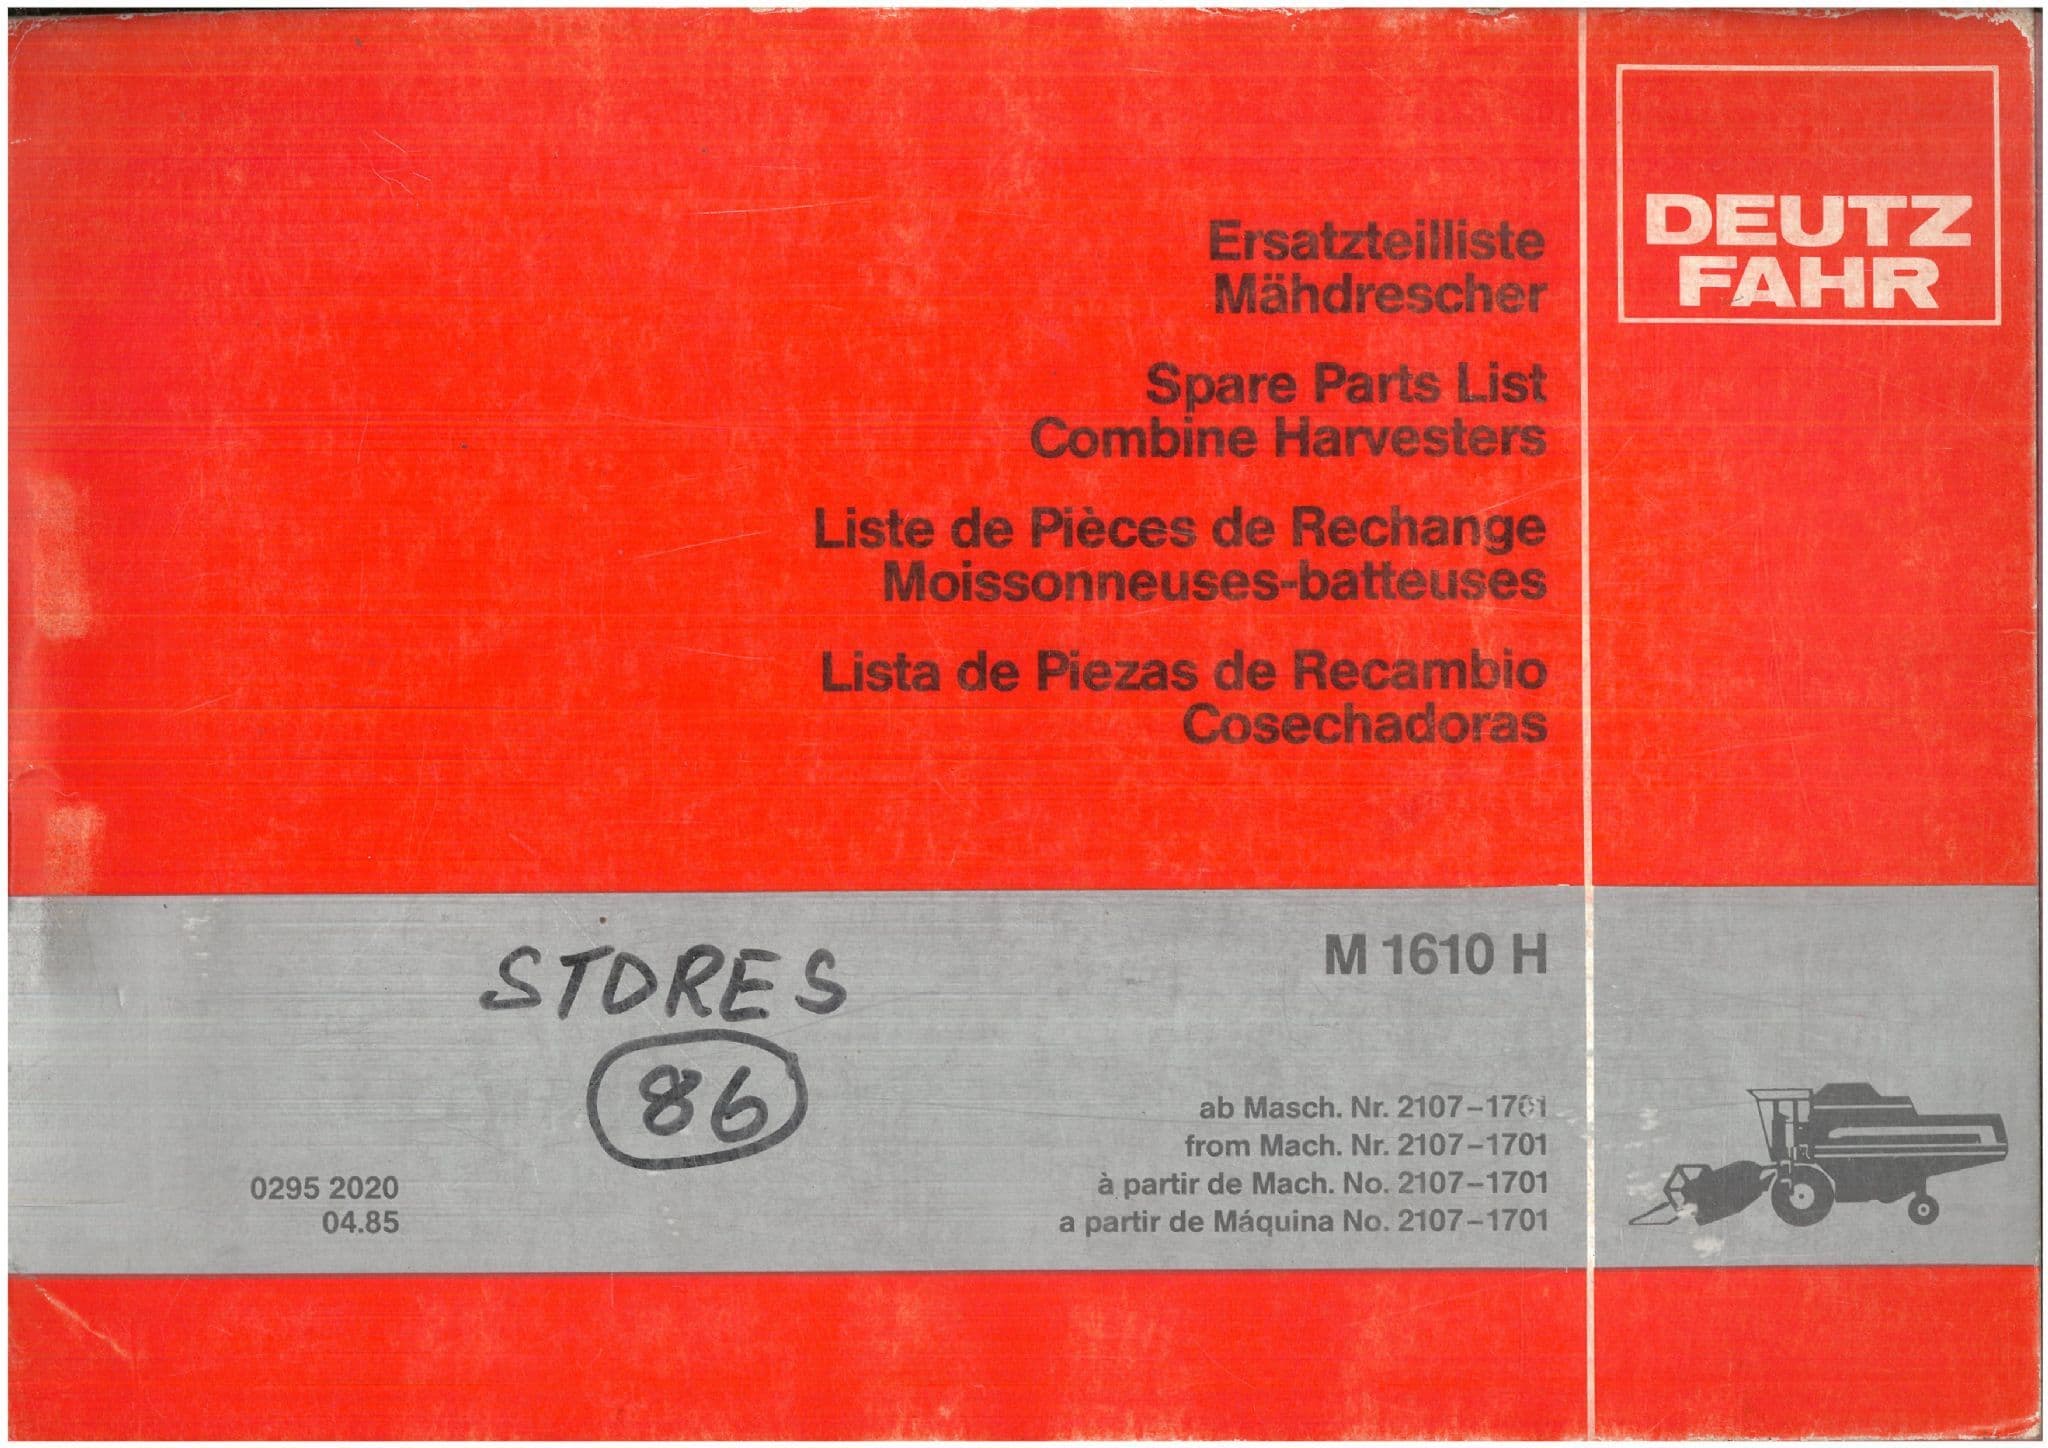 DEUTZ
FAHR
Ersatzteilliste
Mähdrescher
Spare Parts List
Combine Harvesters
Liste de Pièces de Rechange
Moissonneuses-batteuses
Lista de Piezas de Recambio
Cosechadoras
M 1610 H
STORES
86
ab Masch. Nr. 2107–1701
from Mach. Nr. 2107–1701
à partir de Mach. No. 2107–1701
a partir de Máquina No. 2107–1701
0295 2020
04.85